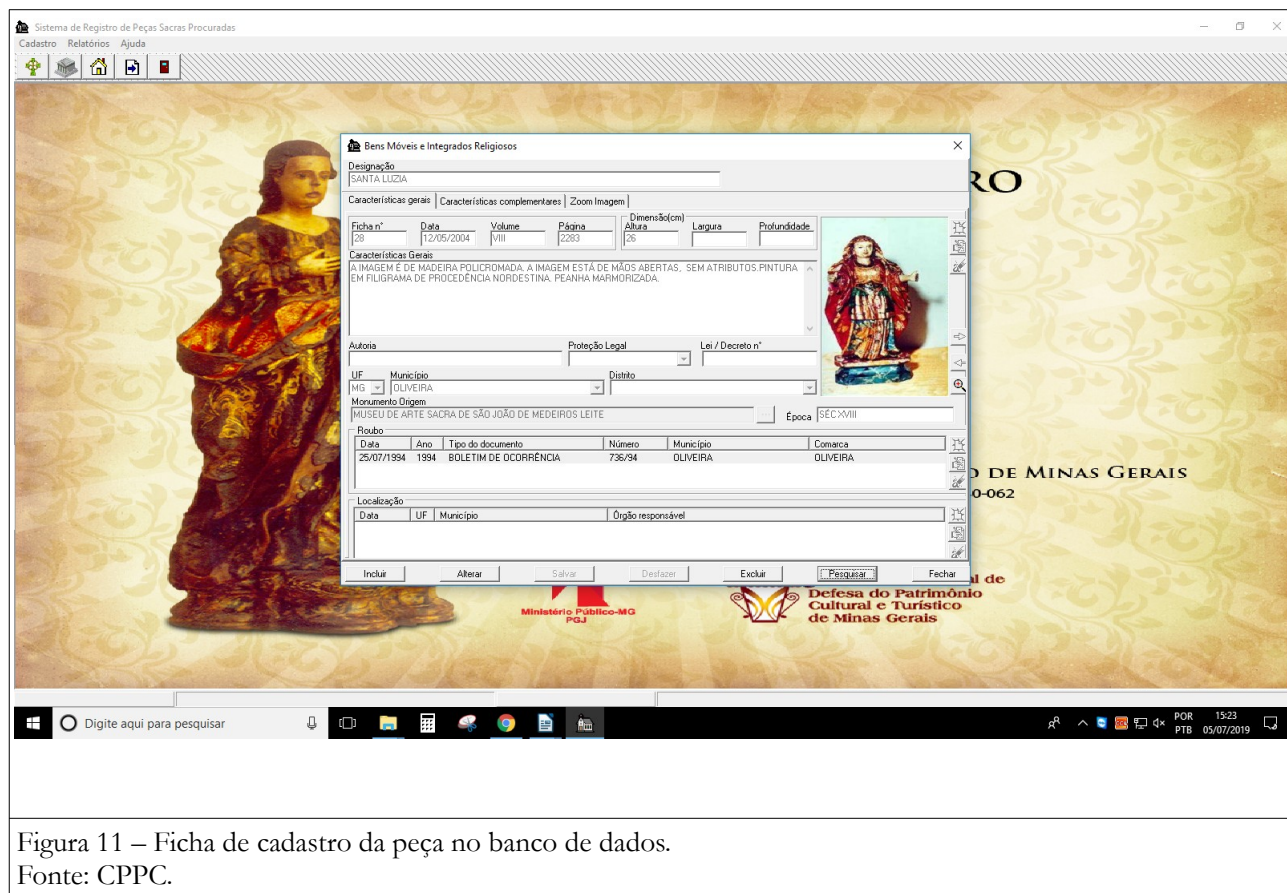 Sistema de Registro de Peças Sacras Procuradas
Cadastro Relatórios Ajuda
RO
Bens Móveis e Integrados Religiosos
Designação
SANTA LUZIA
Características gerais Características complementares Zoom Imagem
Ficha n° Data Volume Página Dimensão(cm) Altura Largura Profundidade
28 12/05/2004 VIII 2283 26
Características Gerais
A IMAGEM É DE MADEIRA POLICROMADA. A IMAGEM ESTÁ DE MÃOS ABERTAS, SEM ATRIBUTOS.PINTURA
EM FILIGRAMA DE PROCEDÊNCIA NORDESTINA. PEANHA MARMORIZADA.
Autoria Proteção Legal Lei / Decreto n°
UF Município Distrito
MG OLIVEIRA
Monumento Origem
MUSEU DE ARTE SACRA DE SÃO JOÃO DE MEDEIROS LEITE ... Época SÉC XVIII
Roubo
Data Ano Tipo do documento Número Município Comarca
25/07/1994 1994 BOLETIM DE OCORRÊNCIA 736/94 OLIVEIRA OLIVEIRA
O DE MINAS GERAIS
0-062
Localização
Data UF Município Órgão responsável
Incluir Alterar Salvar Desfazer Excluir Pesquisar Fechar
Ministério Público-MG
PGJ
l de
Defesa do Patrimônio
Cultural e Turístico
de Minas Gerais
Digite aqui para pesquisar
POR 15:23
PTB 05/07/2019
Figura 11 – Ficha de cadastro da peça no banco de dados.
Fonte: CPPC.